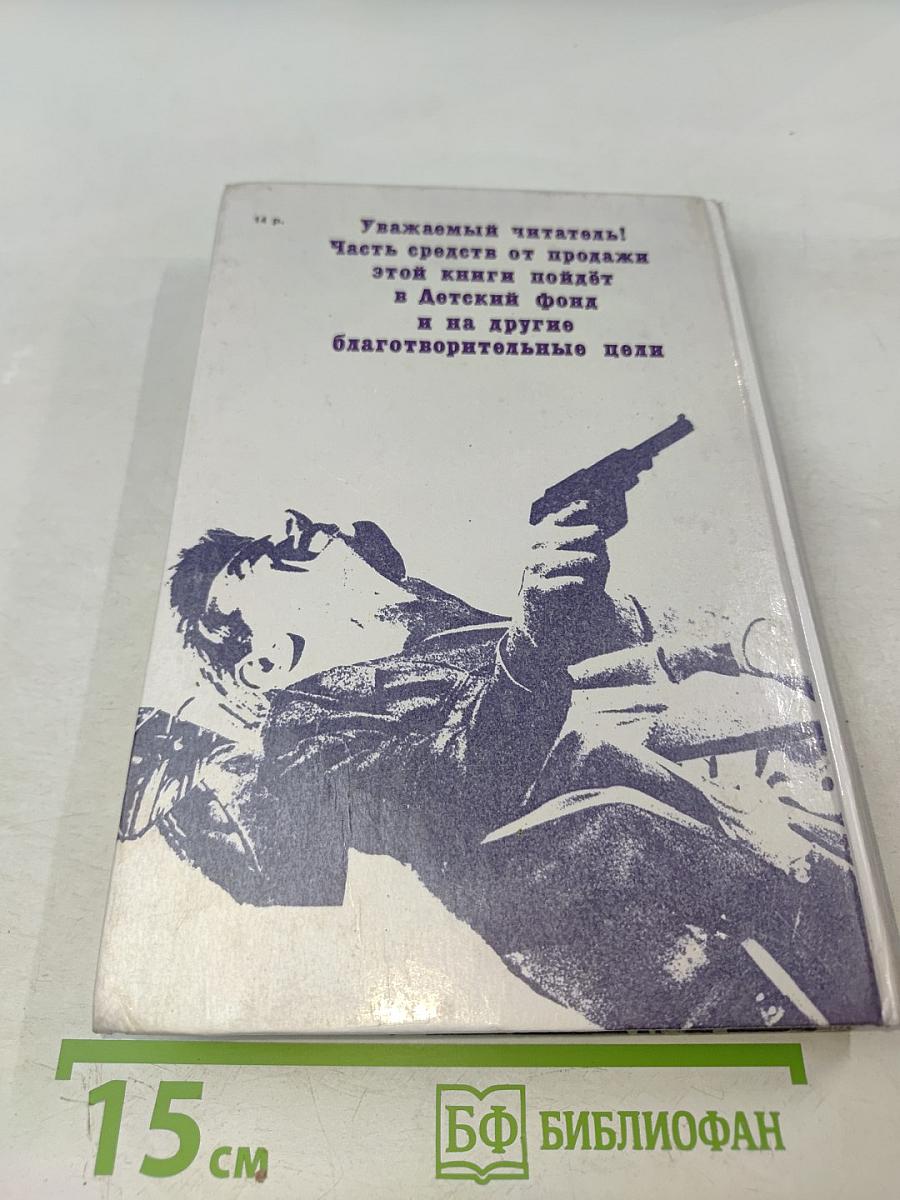 14 р.
Уважаемый читатель!
Часть средств от продажи
этой книги пойдёт
в Детский фонд
и на другие
благотворительные цели
15 см
БФ БИБЛИОФАН